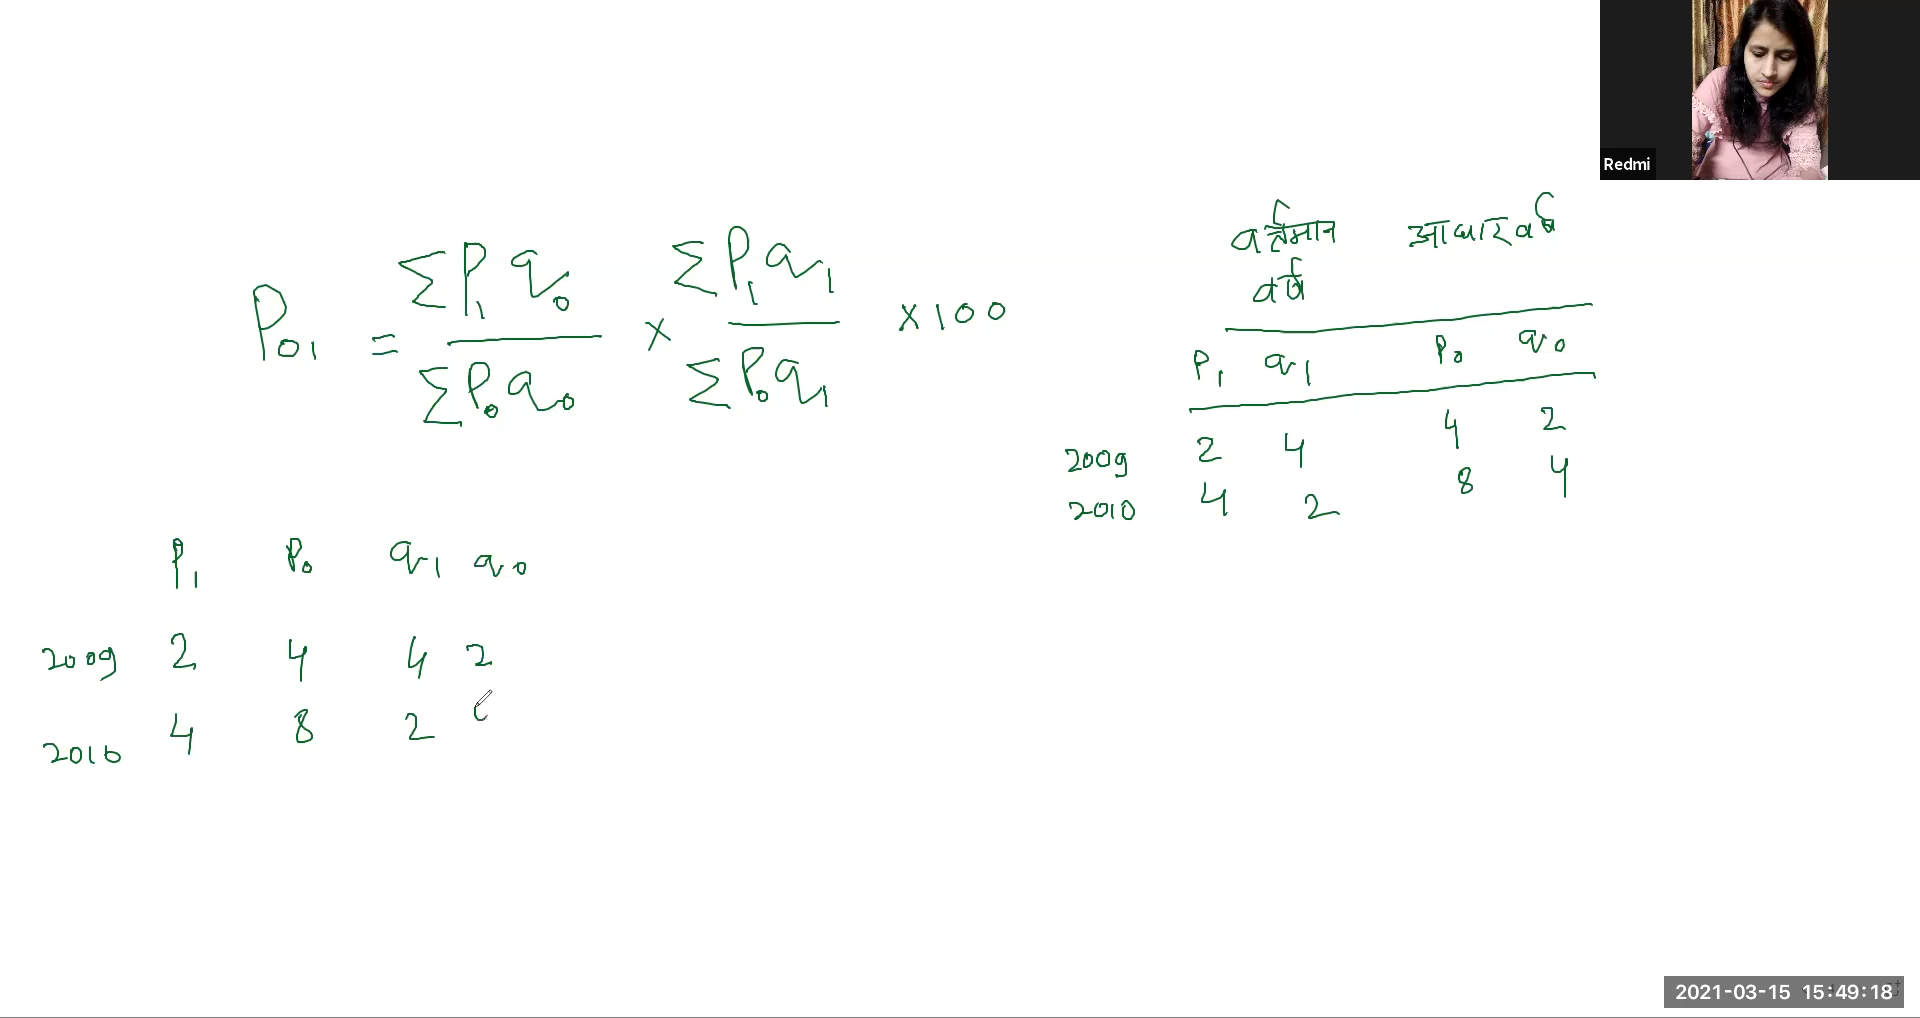 Redmi
वर्तमान वर्ष आधार वर्ष
P₀₁ = ΣP₁q₀ / ΣP₀q₀ × ΣP₁q₁ / ΣP₀q₁ × 100
P₁ q₁ P₀ q₀
2009 2 4 4 2
2010 4 2 8 4
P₁ P₀ q₁ q₀
2009 2 4 4 2
2010 4 8 2
2021-03-15 15:49:18